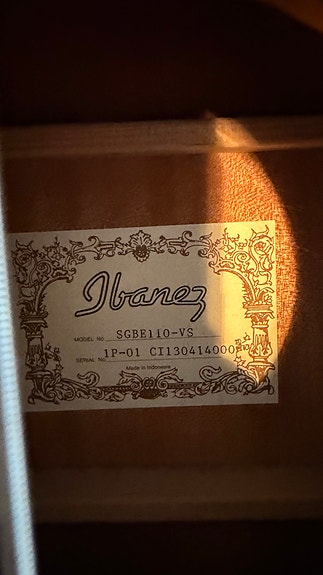 Ibanez
MODEL No. SGBE110-VS
SERIAL No. 1P-01 CI130414000
Made in Indonesia